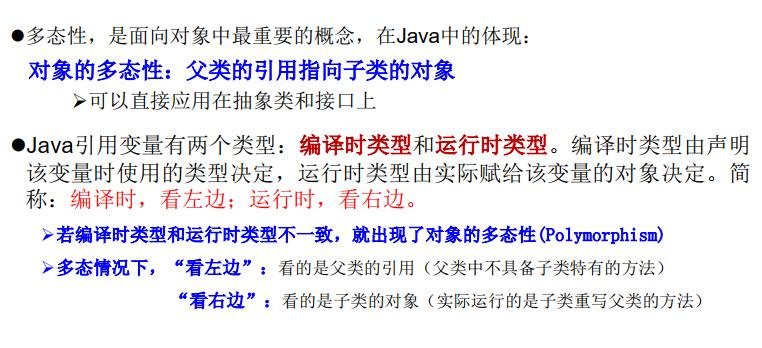 ●多态性，是面向对象中最重要的概念，在Java中的体现：
对象的多态性：父类的引用指向子类的对象
➢可以直接应用在抽象类和接口上
●Java引用变量有两个类型：编译时类型和运行时类型。编译时类型由声明
该变量时使用的类型决定，运行时类型由实际赋给该变量的对象决定。简
称：编译时，看左边；运行时，看右边。
➢若编译时类型和运行时类型不一致，就出现了对象的多态性(Polymorphism)
➢多态情况下，“看左边”：看的是父类的引用（父类中不具备子类特有的方法）
“看右边”：看的是子类的对象（实际运行的是子类重写父类的方法）